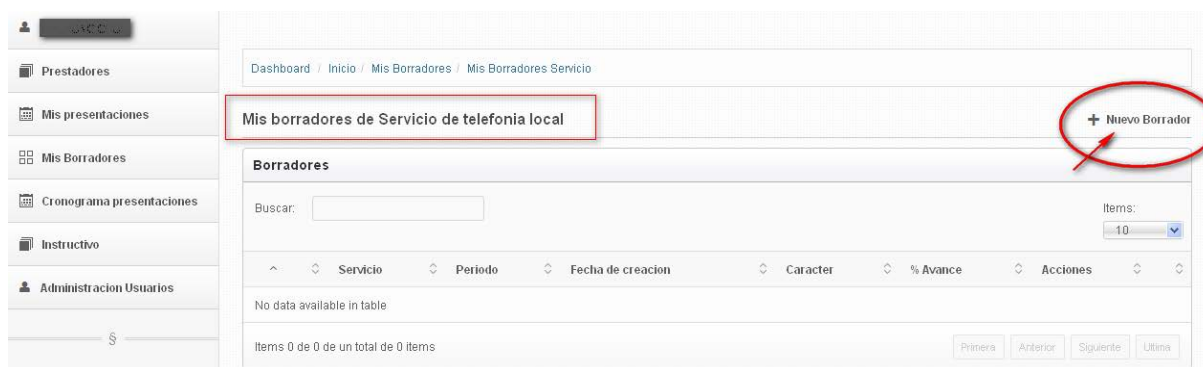 Prestadores
Mis presentaciones
Mis Borradores
Cronograma presentaciones
Instructivo
Administracion Usuarios
§
Dashboard / Inicio / Mis Borradores / Mis Borradores Servicio
Mis borradores de Servicio de telefonia local
+ Nuevo Borrador
Borradores
Buscar:
Items:
10
Servicio Periodo Fecha de creacion Caracter % Avance Acciones
No data available in table
Items 0 de 0 de un total de 0 items
Primera Anterior Siguiente Ultima